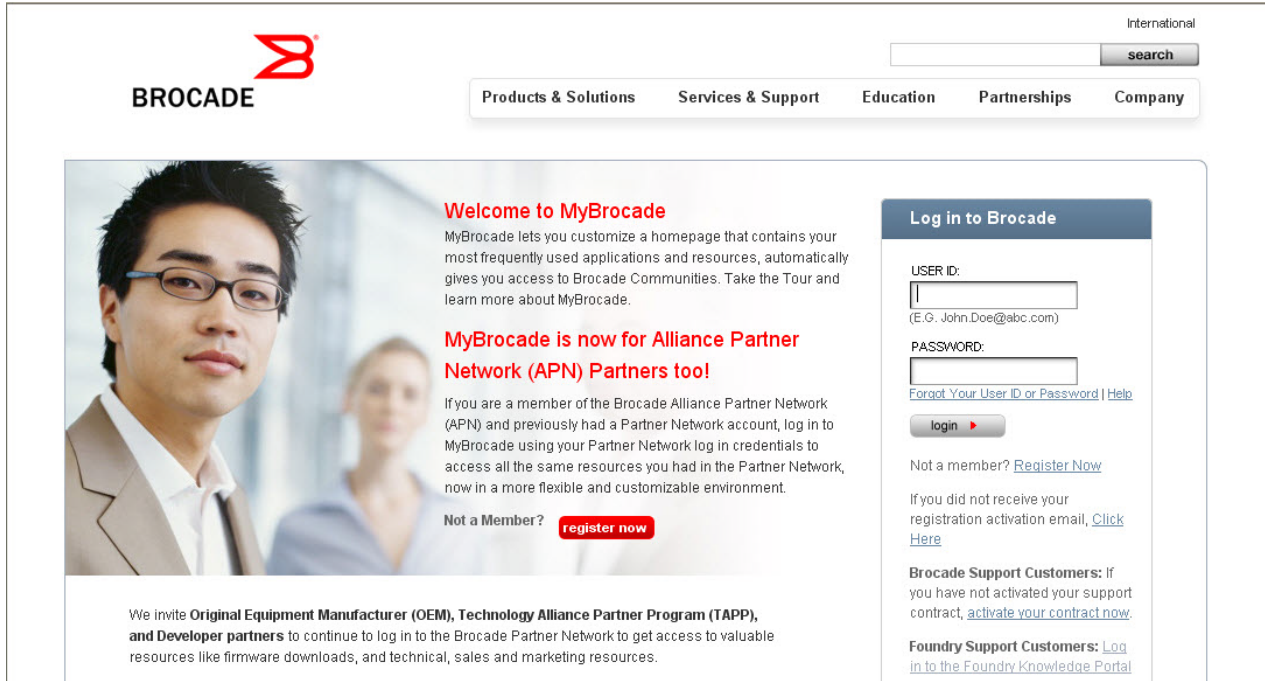 International
search
BROCADE
Products & Solutions
Services & Support
Education
Partnerships
Company
Welcome to MyBrocade
MyBrocade lets you customize a homepage that contains your
most frequently used applications and resources, automatically
gives you access to Brocade Communities. Take the Tour and
learn more about MyBrocade.
MyBrocade is now for Alliance Partner
Network (APN) Partners too!
If you are a member of the Brocade Alliance Partner Network
(APN) and previously had a Partner Network account, log in to
MyBrocade using your Partner Network log in credentials to
access all the same resources you had in the Partner Network,
now in a more flexible and customizable environment.
Not a Member? register now
We invite Original Equipment Manufacturer (OEM), Technology Alliance Partner Program (TAPP),
and Developer partners to continue to log in to the Brocade Partner Network to get access to valuable
resources like firmware downloads, and technical, sales and marketing resources.
Log in to Brocade
USER ID:
(E.G. John.Doe@abc.com)
PASSWORD:
Forgot Your User ID or Password | Help
login
Not a member? Register Now
If you did not receive your
registration activation email, Click
Here
Brocade Support Customers: If
you have not activated your support
contract, activate your contract now.
Foundry Support Customers: Log
in to the Foundry Knowledge Portal